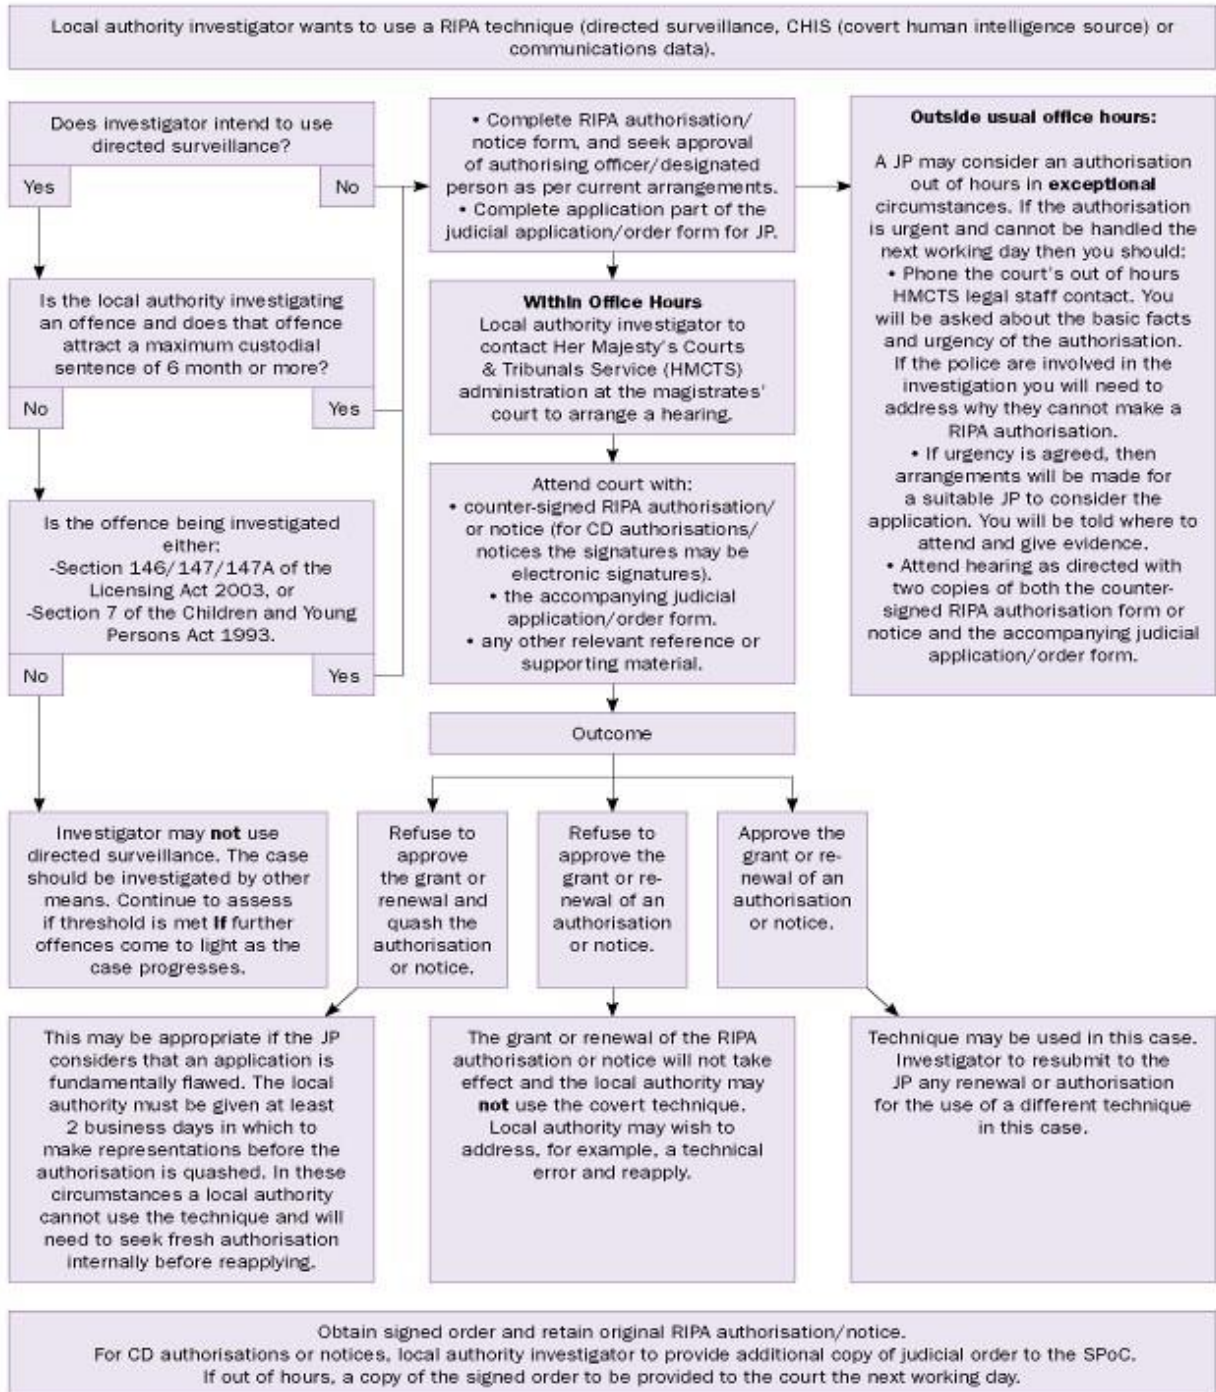 Local authority investigator wants to use a RIPA technique (directed surveillance, CHIS (covert human intelligence source) or
communications data).
Does investigator intend to use
directed surveillance?
Yes
No
Is the local authority investigating
an offence and does that offence
attract a maximum custodial
sentence of 6 month or more?
No
Yes
Is the offence being investigated
either:
-Section 146/147/147A of the
Licensing Act 2003, or
-Section 7 of the Children and Young
Persons Act 1993.
No
Yes
• Complete RIPA authorisation/
notice form, and seek approval
of authorising officer/designated
person as per current arrangements.
• Complete application part of the
judicial application/order form for JP.
Within Office Hours
Local authority investigator to
contact Her Majesty's Courts
& Tribunals Service (HMCTS)
administration at the magistrates'
court to arrange a hearing.
Attend court with:
• counter-signed RIPA authorisation/
or notice (for CD authorisations/
notices the signatures may be
electronic signatures).
• the accompanying judicial
application/order form.
• any other relevant reference or
supporting material.
Outside usual office hours:
A JP may consider an authorisation
out of hours in exceptional
circumstances. If the authorisation
is urgent and cannot be handled the
next working day then you should:
• Phone the court's out of hours
HMCTS legal staff contact. You
will be asked about the basic facts
and urgency of the authorisation.
If the police are involved in the
investigation you will need to
address why they cannot make a
RIPA authorisation.
• If urgency is agreed, then
arrangements will be made for
a suitable JP to consider the
application. You will be told where to
attend and give evidence.
• Attend hearing as directed with
two copies of both the counter-
signed RIPA authorisation form or
notice and the accompanying judicial
application/order form.
Outcome
Investigator may not use
directed surveillance. The case
should be investigated by other
means. Continue to assess
if threshold is met if further
offences come to light as the
case progresses.
Refuse to
approve
the grant or
renewal and
quash the
authorisation
or notice.
Refuse to
approve the
grant or re-
newal of an
authorisation
or notice.
Approve the
grant or re-
newal of an
authorisation
or notice.
This may be appropriate if the JP
considers that an application is
fundamentally flawed. The local
authority must be given at least
2 business days in which to
make representations before the
authorisation is quashed. In these
circumstances a local authority
cannot use the technique and will
need to seek fresh authorisation
internally before reapplying.
The grant or renewal of the RIPA
authorisation or notice will not take
effect and the local authority may
not use the covert technique.
Local authority may wish to
address, for example, a technical
error and reapply.
Technique may be used in this case.
Investigator to resubmit to the
JP any renewal or authorisation
for the use of a different technique
in this case.
Obtain signed order and retain original RIPA authorisation/notice.
For CD authorisations or notices, local authority investigator to provide additional copy of judicial order to the SPoC.
If out of hours, a copy of the signed order to be provided to the court the next working day.